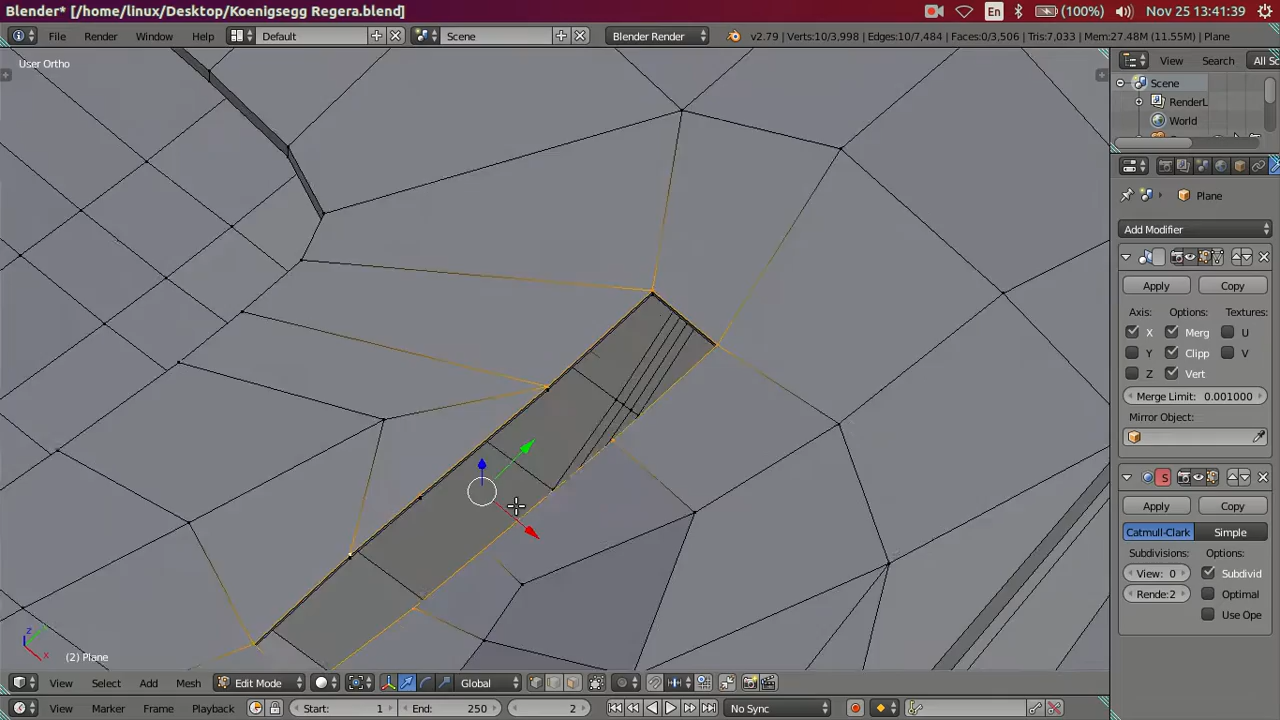 Blender* [/home/linux/Desktop/Koenigsegg Regera.blend]
En (100%) Nov 25 13:41:39
File Render Window Help Default Scene Blender Render v2.79 | Verts:10/3,998 | Edges:10/7,484 | Faces:0/3,506 | Tris:7,033 | Mem:27.48M (11.55M) | Plane
View Search All Sc
User Ortho
Scene
RenderL
World
Plane
Add Modifier
Apply Copy
Axis: Options: Textures:
X Merg U
Y Clipp V
Z Vert
Merge Limit: 0.001000
Mirror Object:
S
Apply Copy
Catmull-Clark Simple
Subdivisions: Options:
View: 0 Subdivid
Rende:2 Optimal
Use Ope
z y x
(2) Plane
View Select Add Mesh Edit Mode Global
View Marker Frame Playback Start: 1 End: 250 2 No Sync